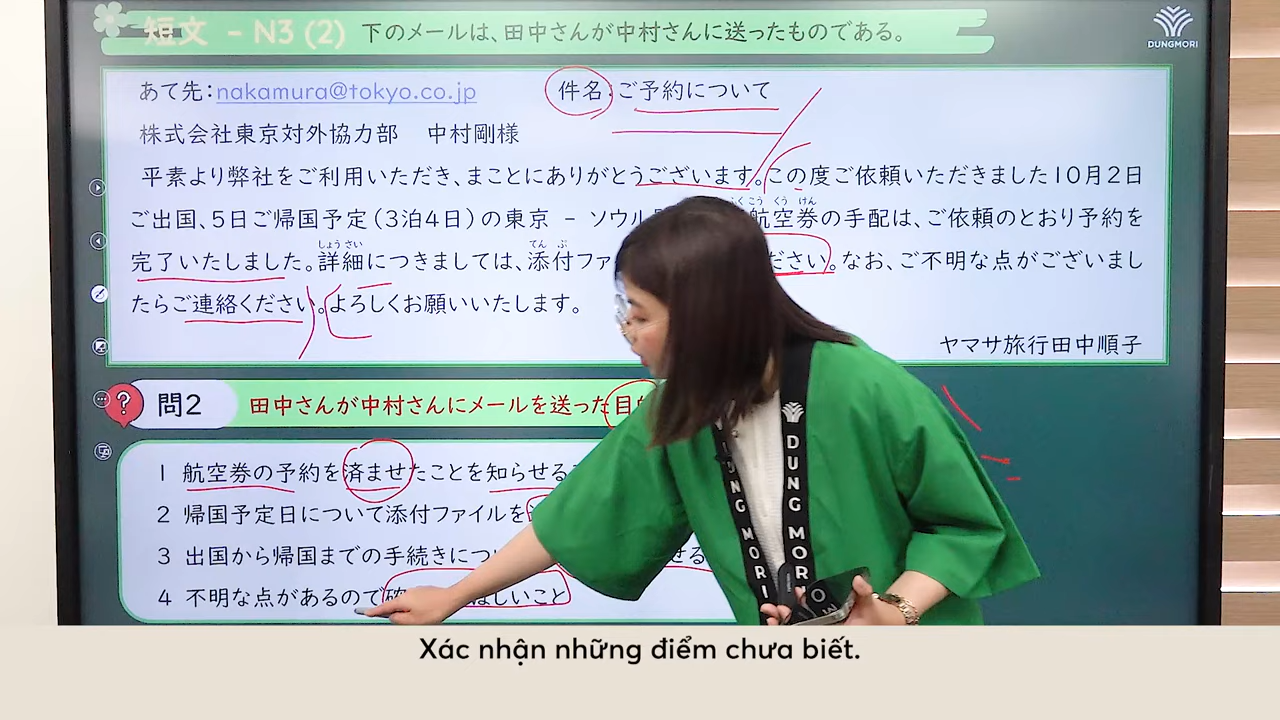 短文 - N3 (2) 下のメールは、田中さんが中村さんに送ったものである。
DUNGMORI
あて先:nakamura@tokyo.co.jp 件名:ご予約について
株式会社東京対外協力部 中村剛様
平素より弊社をご利用いただき、まことにありがとうございます。この度ご依頼いただきました10月2日
ご出国、5日ご帰国予定(3泊4日)の東京 - ソウル 航空券の手配は、ご依頼のとおり予約を
完了いたしました。詳細につきましては、添付ファ ださい。なお、ご不明な点がございまし
たらご連絡ください。よろしくお願いいたします。
ヤマサ旅行田中順子
? 問2 田中さんが中村さんにメールを送った目
1 航空券の予約を済ませたことを知らせる
2 帰国予定日について添付ファイルを
3 出国から帰国までの手続きにつ せる
4 不明な点があるので確 ほしいこと
DUNG MORI
DUNG MORI
Xác nhận những điểm chưa biết.